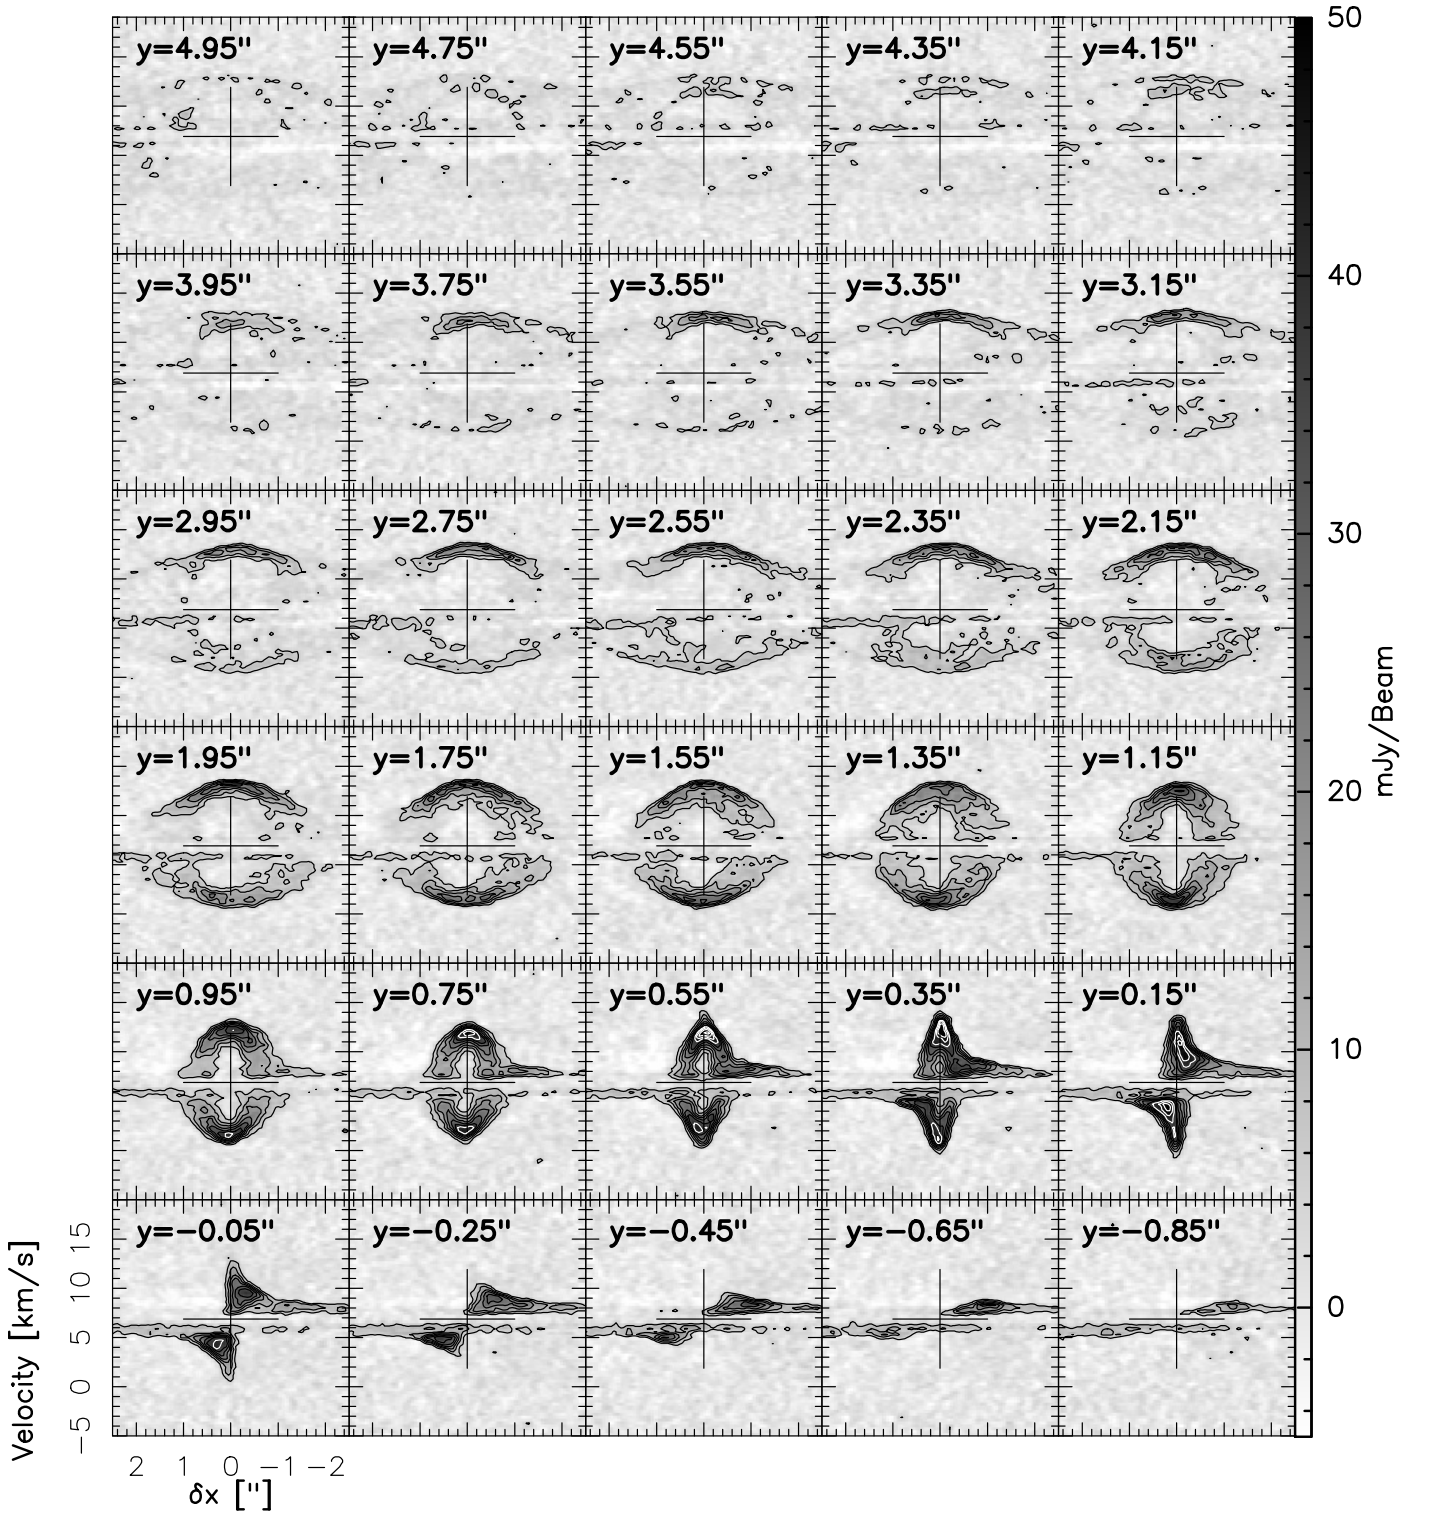 50
y=4.95" y=4.75" y=4.55" y=4.35" y=4.15"
40
y=3.95" y=3.75" y=3.55" y=3.35" y=3.15"
30
y=2.95" y=2.75" y=2.55" y=2.35" y=2.15"
mJy/Beam
20
y=1.95" y=1.75" y=1.55" y=1.35" y=1.15"
10
y=0.95" y=0.75" y=0.55" y=0.35" y=0.15"
y=−0.05" y=−0.25" y=−0.45" y=−0.65" y=−0.85"
0
Velocity [km/s]
−5 0 5 10 15
2 1 0 −1 −2
δx ["]